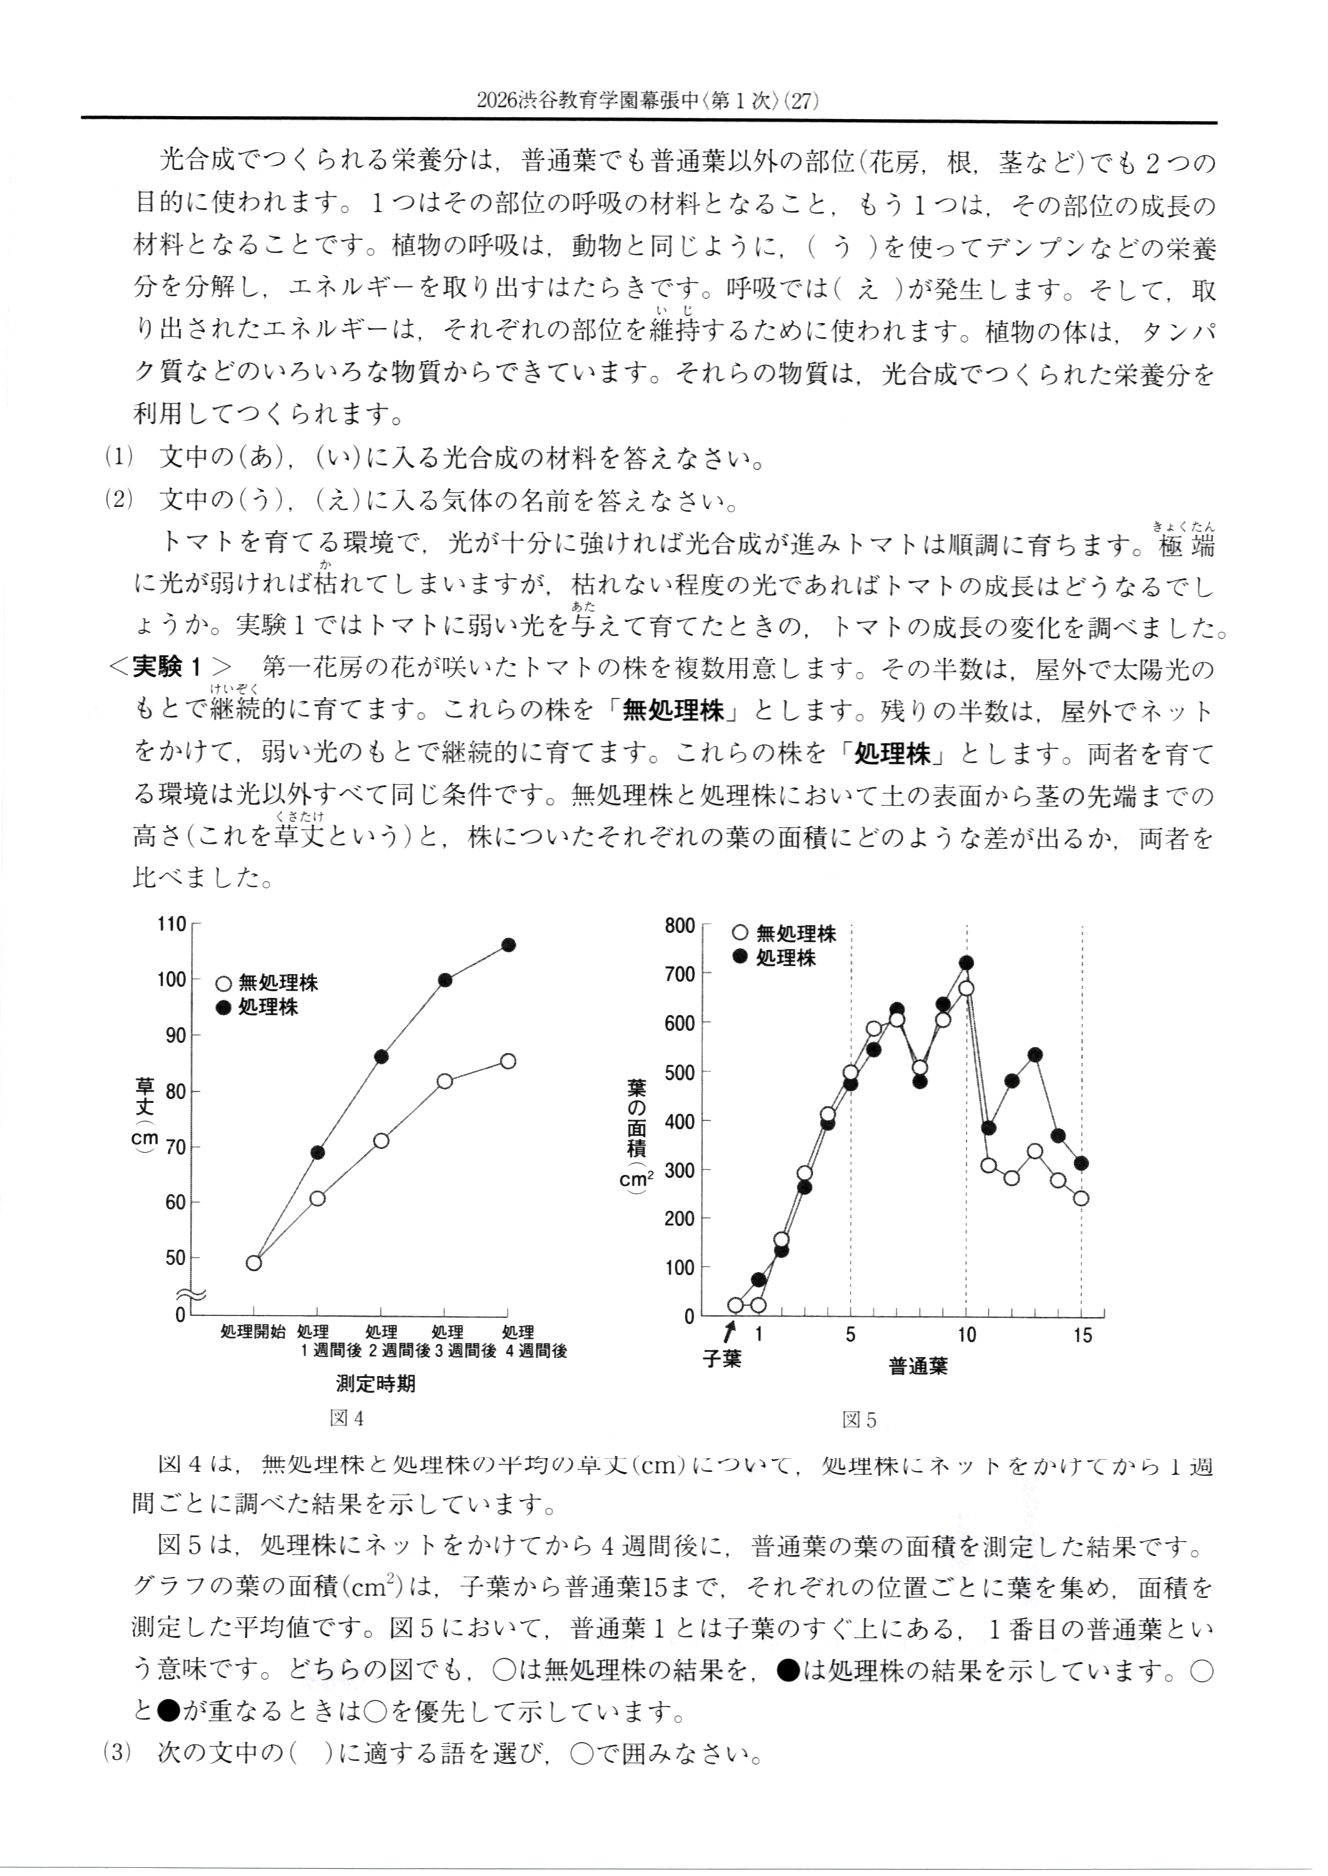 2026渋谷教育学園幕張中〈第1次〉(27)
光合成でつくられる栄養分は，普通葉でも普通葉以外の部位(花房，根，茎など)でも2つの
目的に使われます。1つはその部位の呼吸の材料となること，もう1つは，その部位の成長の
材料となることです。植物の呼吸は，動物と同じように，( う )を使ってデンプンなどの栄養
分を分解し，エネルギーを取り出すはたらきです。呼吸では( え )が発生します。そして，取
り出されたエネルギーは，それぞれの部位を維持するために使われます。植物の体は，タンパ
ク質などのいろいろな物質からできています。それらの物質は，光合成でつくられた栄養分を
利用してつくられます。
(1) 文中の(あ)，(い)に入る光合成の材料を答えなさい。
(2) 文中の(う)，(え)に入る気体の名前を答えなさい。
トマトを育てる環境で，光が十分に強ければ光合成が進みトマトは順調に育ちます。極端
に光が弱ければ枯れてしまいますが，枯れない程度の光であればトマトの成長はどうなるでし
ょうか。実験1ではトマトに弱い光を与えて育てたときの，トマトの成長の変化を調べました。
＜実験1＞ 第一花房の花が咲いたトマトの株を複数用意します。その半数は，屋外で太陽光の
もとで継続的に育てます。これらの株を「無処理株」とします。残りの半数は，屋外でネット
をかけて，弱い光のもとで継続的に育てます。これらの株を「処理株」とします。両者を育て
る環境は光以外すべて同じ条件です。無処理株と処理株において土の表面から茎の先端までの
高さ(これを草丈という)と，株についたそれぞれの葉の面積にどのような差が出るか，両者を
比べました。
110
100
90
80
70
60
50
0
草丈(cm)
○ 無処理株
● 処理株
処理開始 処理1週間後 処理2週間後 処理3週間後 処理4週間後
測定時期
図4
800
700
600
500
400
300
200
100
0
葉の面積(cm²)
○ 無処理株
● 処理株
子葉 1 5 10 15
普通葉
図5
図4は，無処理株と処理株の平均の草丈(cm)について，処理株にネットをかけてから1週
間ごとに調べた結果を示しています。
図5は，処理株にネットをかけてから4週間後に，普通葉の葉の面積を測定した結果です。
グラフの葉の面積(cm²)は，子葉から普通葉15まで，それぞれの位置ごとに葉を集め，面積を
測定した平均値です。図5において，普通葉1とは子葉のすぐ上にある，1番目の普通葉とい
う意味です。どちらの図でも，○は無処理株の結果を，●は処理株の結果を示しています。○
と●が重なるときは○を優先して示しています。
(3) 次の文中の( )に適する語を選び，○で囲みなさい。